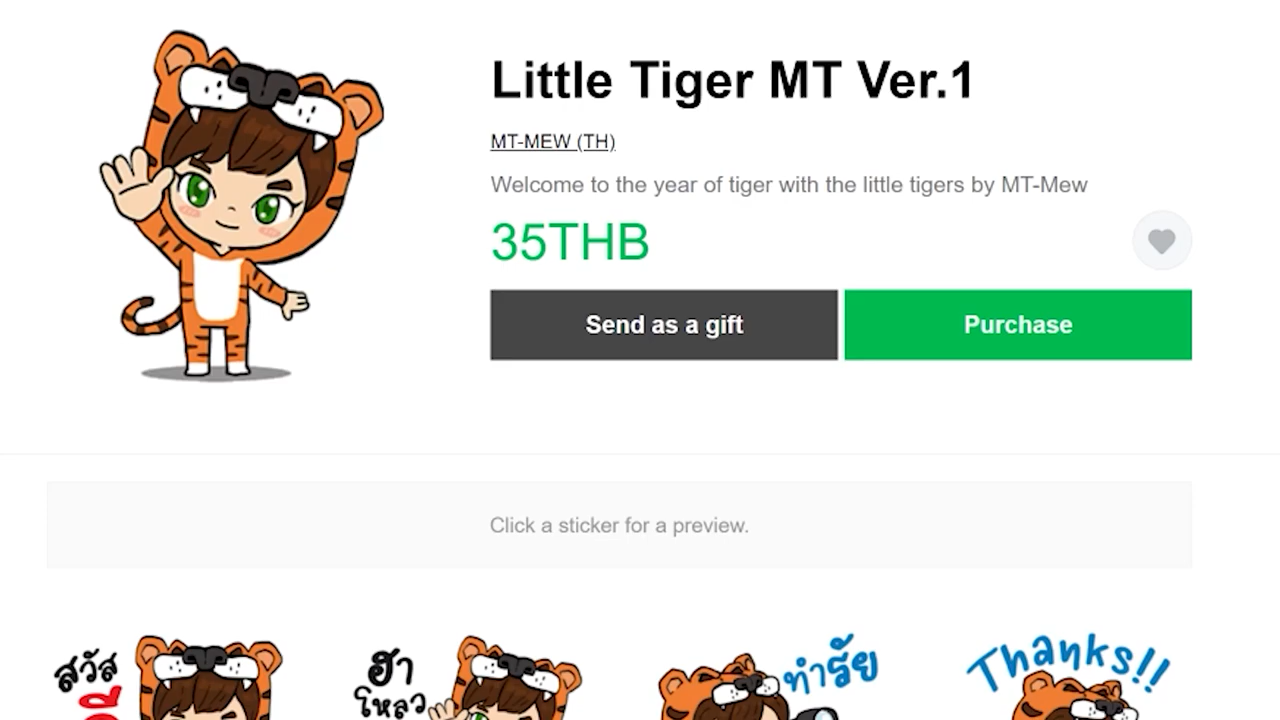 Little Tiger MT Ver.1
MT-MEW (TH)
Welcome to the year of tiger with the little tigers by MT-Mew
35THB
Send as a gift
Purchase
Click a sticker for a preview.
สวัส
ฮา
โหลว
ทำรัย
Thanks!!